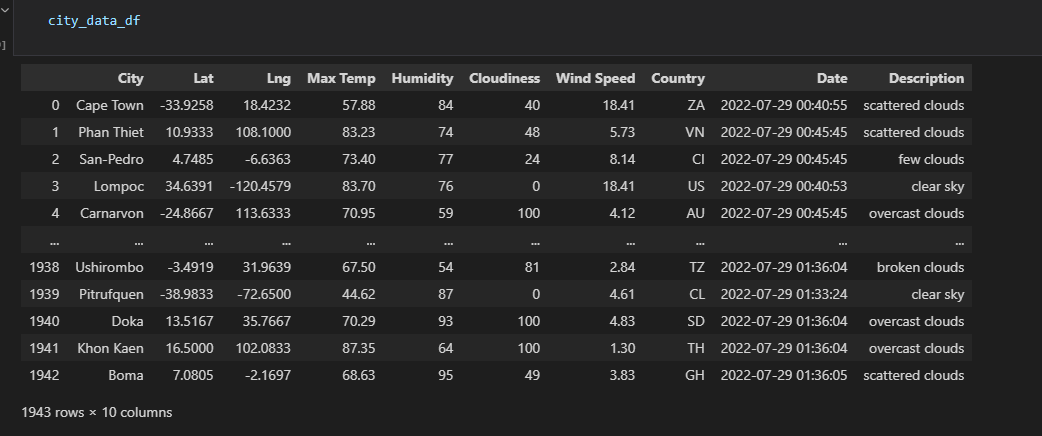 city_data_df
]
City Lat Lng Max Temp Humidity Cloudiness Wind Speed Country Date Description
0 Cape Town -33.9258 18.4232 57.88 84 40 18.41 ZA 2022-07-29 00:40:55 scattered clouds
1 Phan Thiet 10.9333 108.1000 83.23 74 48 5.73 VN 2022-07-29 00:45:45 scattered clouds
2 San-Pedro 4.7485 -6.6363 73.40 77 24 8.14 CI 2022-07-29 00:45:45 few clouds
3 Lompoc 34.6391 -120.4579 83.70 76 0 18.41 US 2022-07-29 00:40:53 clear sky
4 Carnarvon -24.8667 113.6333 70.95 59 100 4.12 AU 2022-07-29 00:45:45 overcast clouds
... ... ... ... ... ... ... ... ... ... ...
1938 Ushirombo -3.4919 31.9639 67.50 54 81 2.84 TZ 2022-07-29 01:36:04 broken clouds
1939 Pitrufquen -38.9833 -72.6500 44.62 87 0 4.61 CL 2022-07-29 01:33:24 clear sky
1940 Doka 13.5167 35.7667 70.29 93 100 4.83 SD 2022-07-29 01:36:04 overcast clouds
1941 Khon Kaen 16.5000 102.0833 87.35 64 100 1.30 TH 2022-07-29 01:36:04 overcast clouds
1942 Boma 7.0805 -2.1697 68.63 95 49 3.83 GH 2022-07-29 01:36:05 scattered clouds
1943 rows × 10 columns